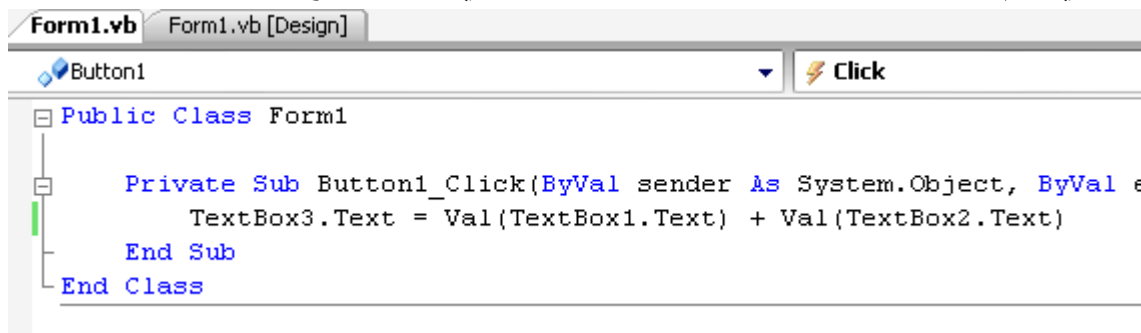 Form1.vb Form1.vb [Design]
Button1 Click
Public Class Form1
Private Sub Button1_Click(ByVal sender As System.Object, ByVal e
TextBox3.Text = Val(TextBox1.Text) + Val(TextBox2.Text)
End Sub
End Class